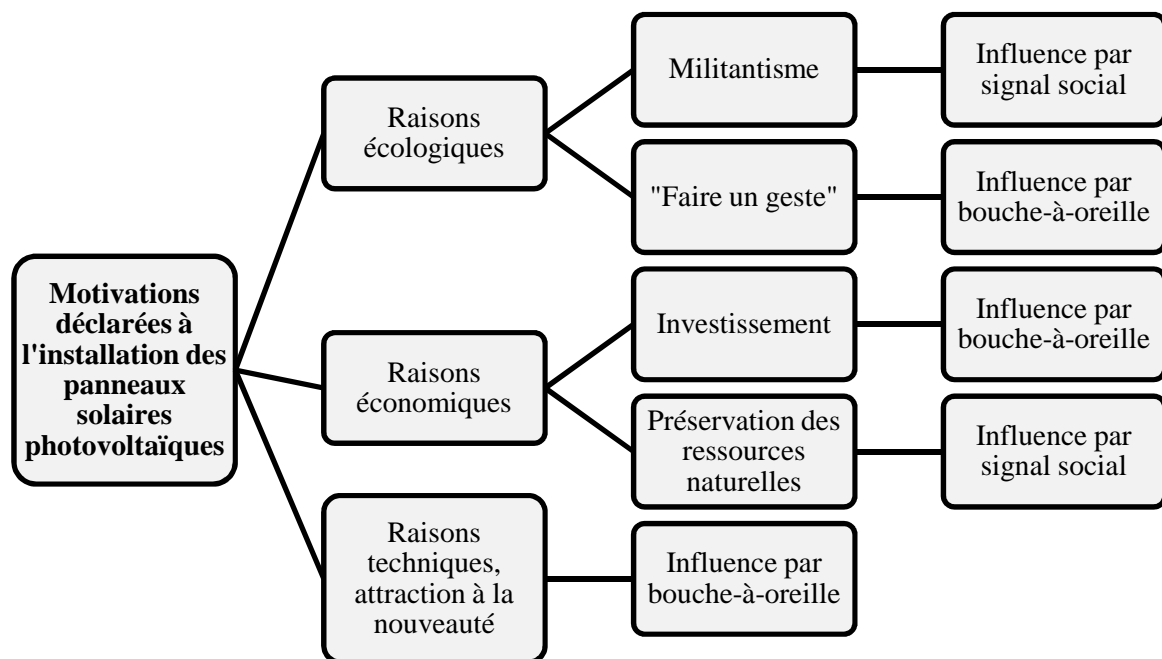 Motivations
déclarées à
l'installation des
panneaux
solaires
photovoltaïques
Raisons
écologiques
Militantisme
Influence par
signal social
"Faire un geste"
Influence par
bouche-à-oreille
Raisons
économiques
Investissement
Influence par
bouche-à-oreille
Préservation des
ressources
naturelles
Influence par
signal social
Raisons
techniques,
attraction à la
nouveauté
Influence par
bouche-à-oreille